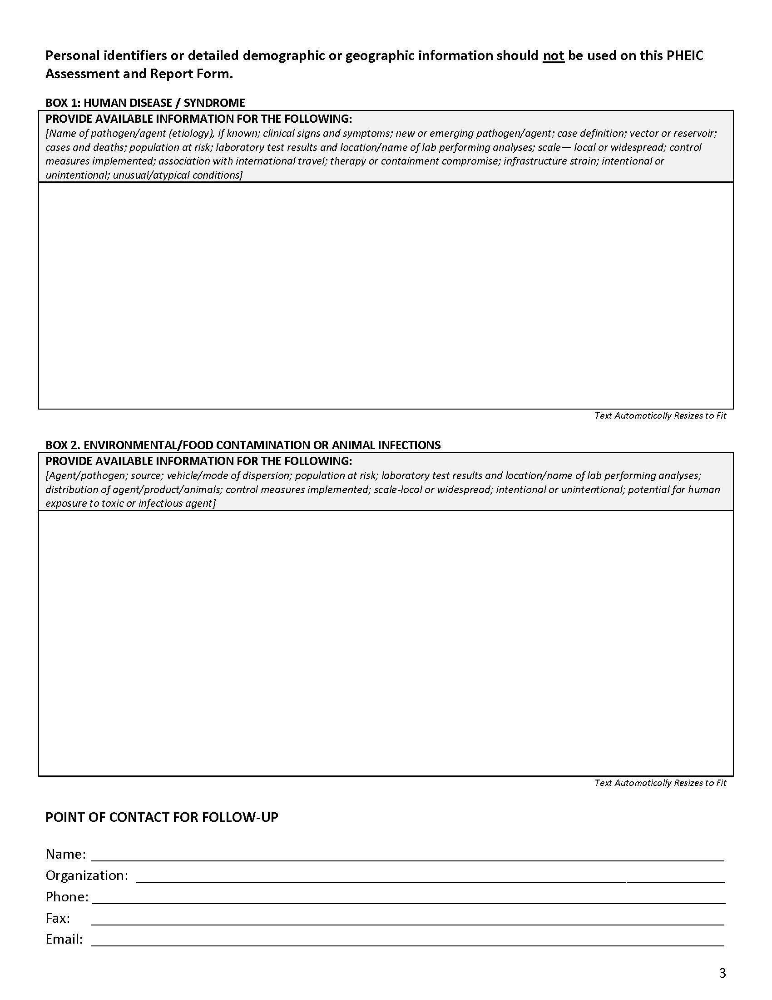 Personal identifiers or detailed demographic or geographic information should not be used on this PHEIC
Assessment and Report Form.
BOX 1: HUMAN DISEASE / SYNDROME
PROVIDE AVAILABLE INFORMATION FOR THE FOLLOWING:
[Name of pathogen/agent (etiology), if known; clinical signs and symptoms; new or emerging pathogen/agent; case definition; vector or reservoir;
cases and deaths; population at risk; laboratory test results and location/name of lab performing analyses; scale— local or widespread; control
measures implemented; association with international travel; therapy or containment compromise; infrastructure strain; intentional or
unintentional; unusual/atypical conditions]
Text Automatically Resizes to Fit
BOX 2. ENVIRONMENTAL/FOOD CONTAMINATION OR ANIMAL INFECTIONS
PROVIDE AVAILABLE INFORMATION FOR THE FOLLOWING:
[Agent/pathogen; source; vehicle/mode of dispersion; population at risk; laboratory test results and location/name of lab performing analyses;
distribution of agent/product/animals; control measures implemented; scale-local or widespread; intentional or unintentional; potential for human
exposure to toxic or infectious agent]
Text Automatically Resizes to Fit
POINT OF CONTACT FOR FOLLOW-UP
Name:
Organization:
Phone:
Fax:
Email:
3